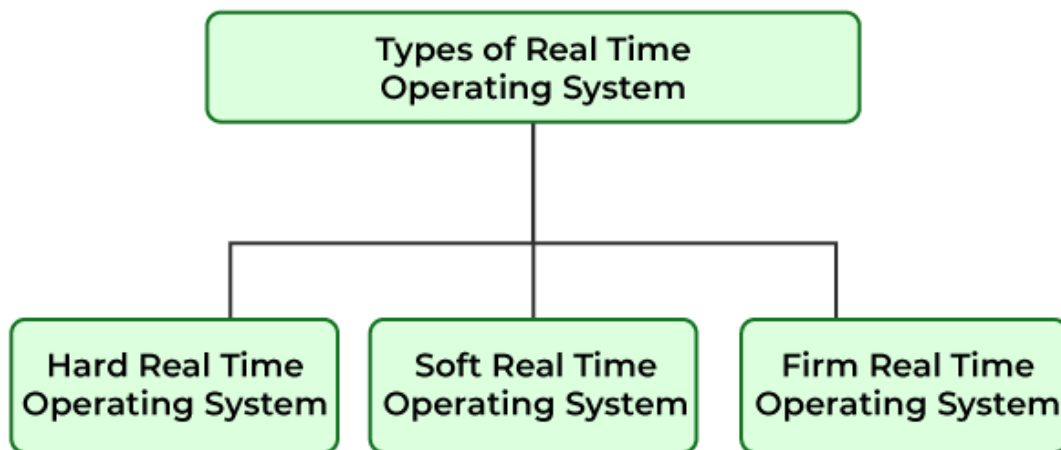 Types of Real Time
Operating System
Hard Real Time
Operating System
Soft Real Time
Operating System
Firm Real Time
Operating System